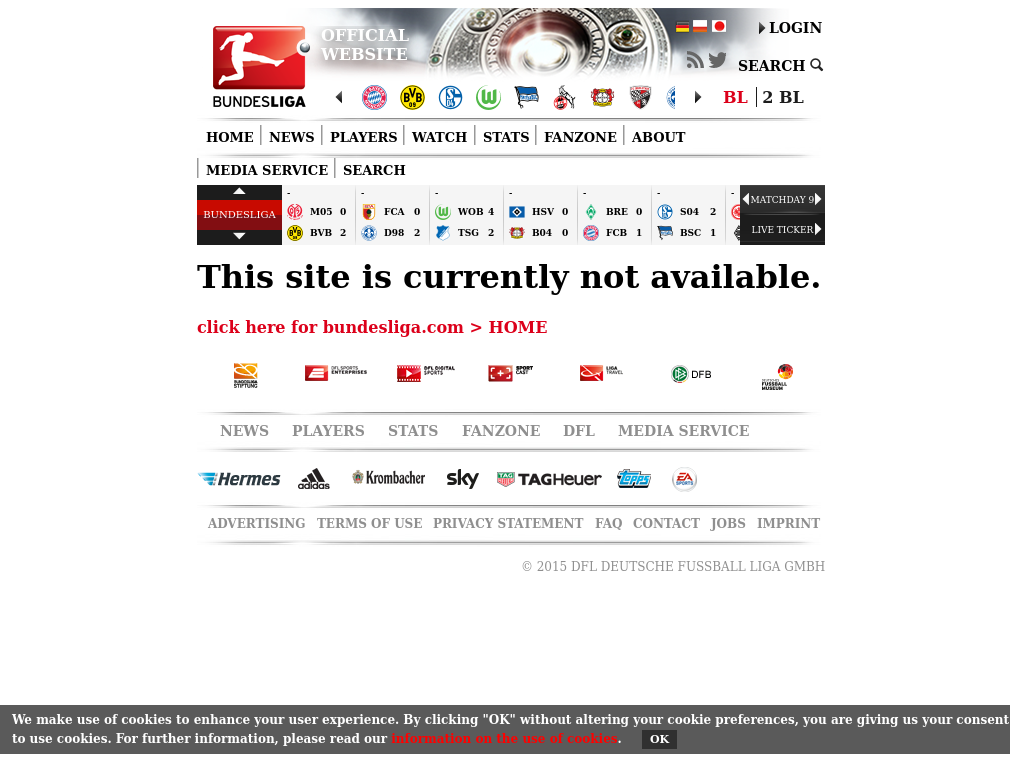 OFFICIAL
WEBSITE
LOGIN
SEARCH
BUNDESLIGA
BL 2 BL
HOME NEWS PLAYERS WATCH STATS FANZONE ABOUT
MEDIA SERVICE SEARCH
- - - - - - -
M05 0 FCA 0 WOB 4 HSV 0 BRE 0 S04 2
BUNDESLIGA
BVB 2 D98 2 TSG 2 B04 0 FCB 1 BSC 1
MATCHDAY 9
LIVE TICKER
This site is currently not available.
click here for bundesliga.com > HOME
BUNDESLIGA
STIFTUNG
DFL SPORTS
ENTERPRISES
DFL DIGITAL
SPORTS
SPORT
CAST
LIGA
TRAVEL
DFB
FUSSBALL
MUSEUM
NEWS PLAYERS STATS FANZONE DFL MEDIA SERVICE
Hermes adidas Krombacher sky TAG TAGHeuer Topps EA SPORTS
ADVERTISING TERMS OF USE PRIVACY STATEMENT FAQ CONTACT JOBS IMPRINT
© 2015 DFL DEUTSCHE FUSSBALL LIGA GMBH
We make use of cookies to enhance your user experience. By clicking "OK" without altering your cookie preferences, you are giving us your consent
to use cookies. For further information, please read our information on the use of cookies. OK